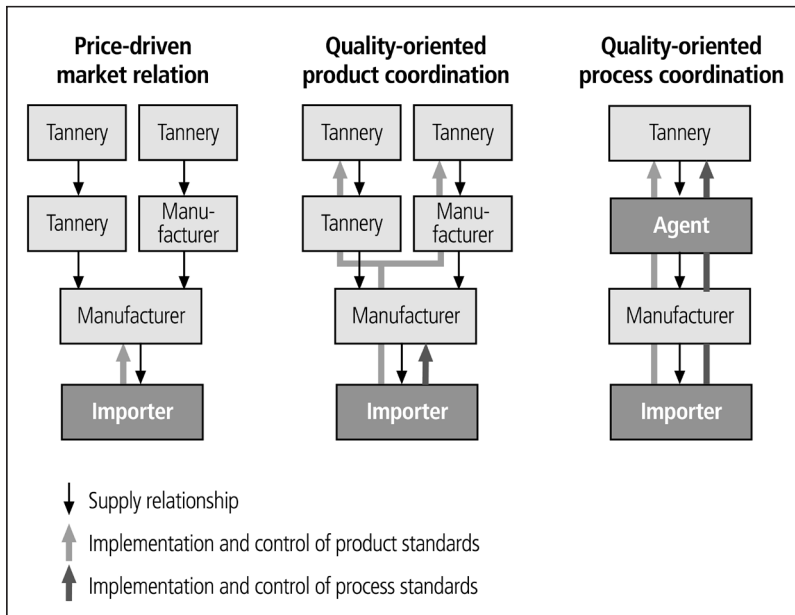 Price-driven
market relation
Tannery
Tannery
Tannery
Manu-
facturer
Manufacturer
Importer
Quality-oriented
product coordination
Tannery
Tannery
Tannery
Manu-
facturer
Manufacturer
Importer
Quality-oriented
process coordination
Tannery
Agent
Manufacturer
Importer
Supply relationship
Implementation and control of product standards
Implementation and control of process standards